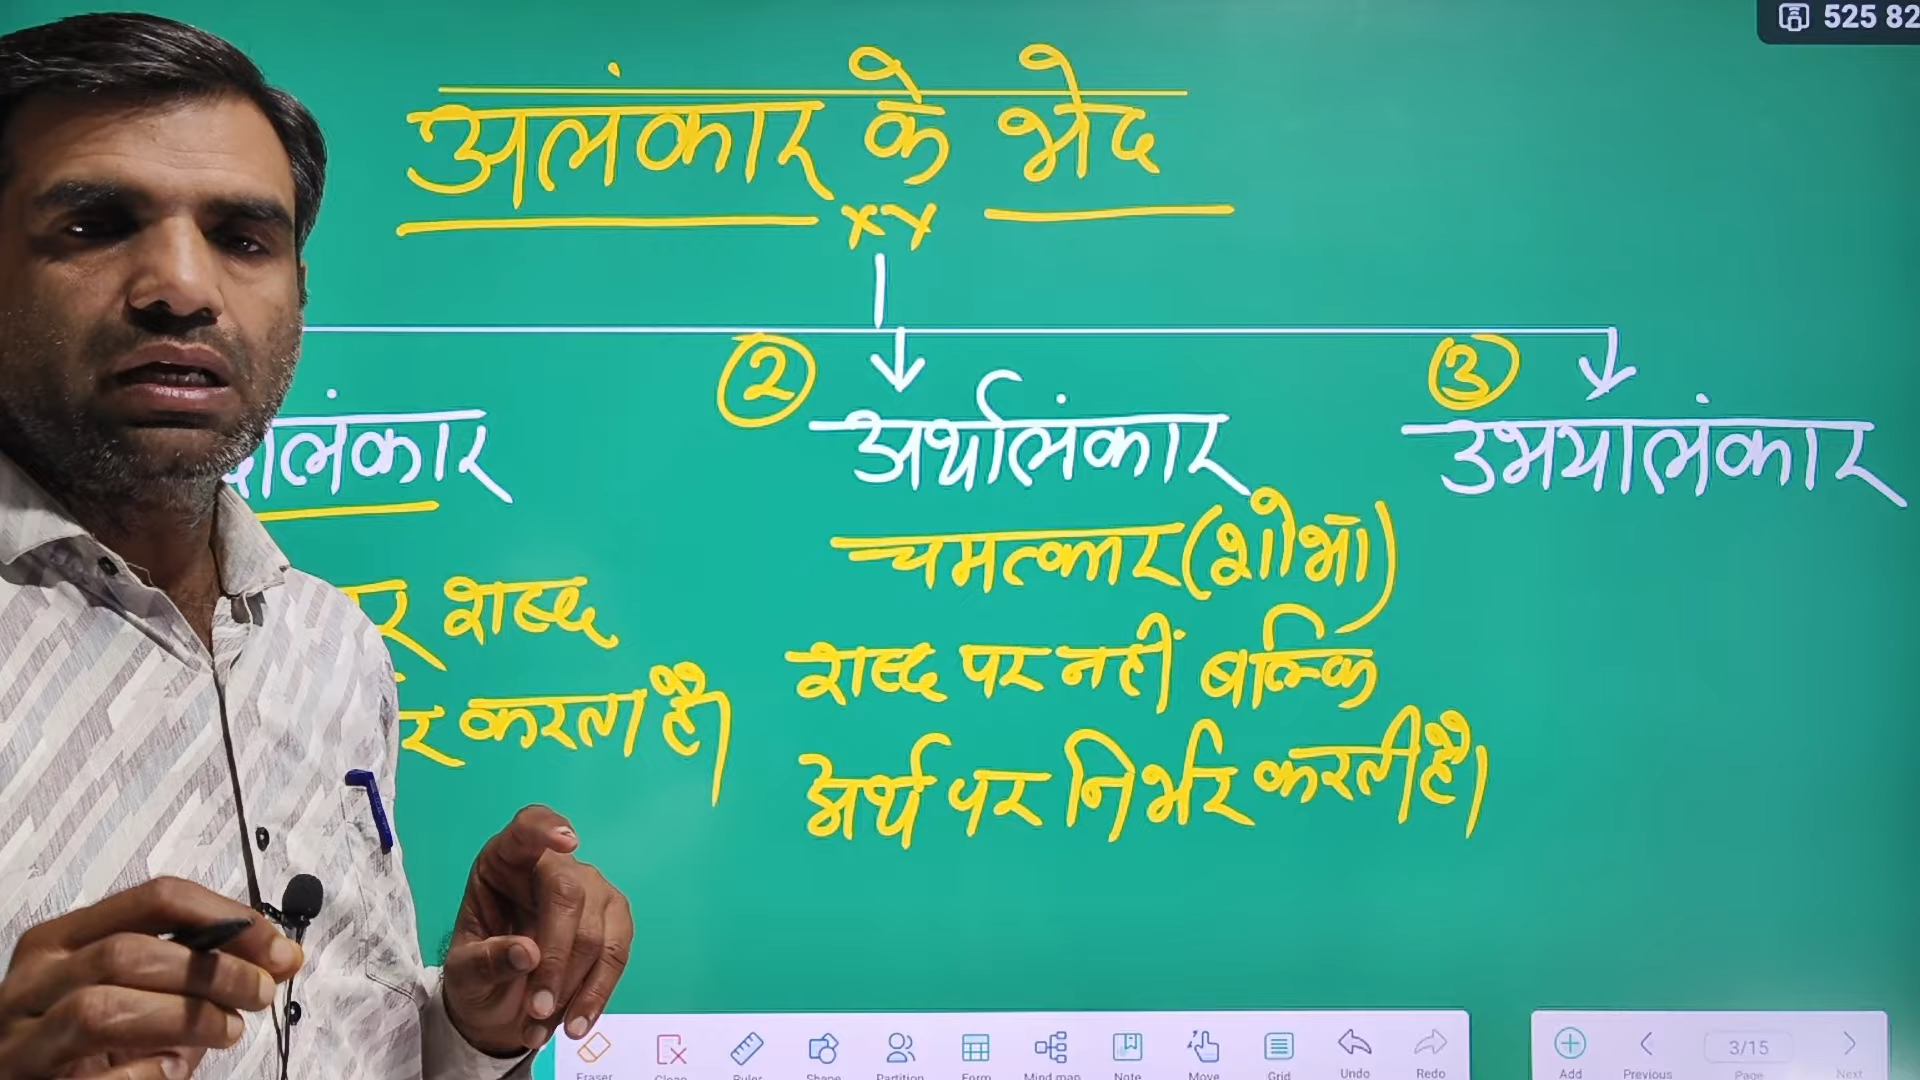 525 82
अलंकार के भेद
दालंकार
② अर्थालंकार
③ उभयालंकार
र शब्द
र करता है।
चमत्कार (शोभा)
शब्द पर नहीं बल्कि
अर्थ पर निर्भर करती है।
Eraser Clean Ruler Shape Partition Form Mind map Note Move Grid Undo Redo
Add Previous 3/15 Page Next